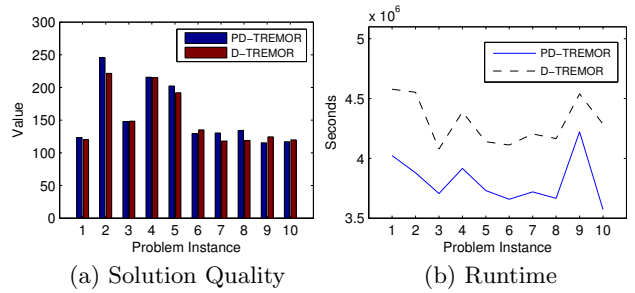 300
250
200
150
100
50
0
Value
PD-TREMOR
D-TREMOR
1 2 3 4 5 6 7 8 9 10
Problem Instance
(a) Solution Quality
x 10^6
5
4.5
4
3.5
Seconds
PD-TREMOR
D-TREMOR
1 2 3 4 5 6 7 8 9 10
Problem Instance
(b) Runtime